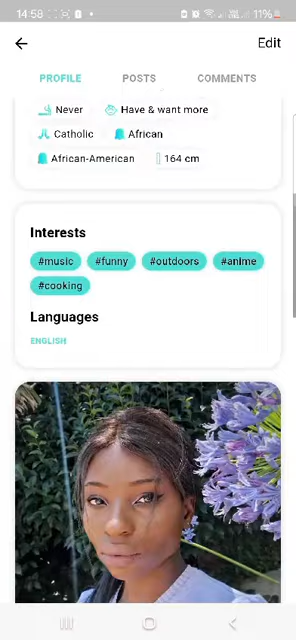 14:58
11%
Edit
PROFILE POSTS COMMENTS
Never Have & want more
Catholic African
African-American 164 cm
Interests
#music #funny #outdoors #anime
#cooking
Languages
ENGLISH